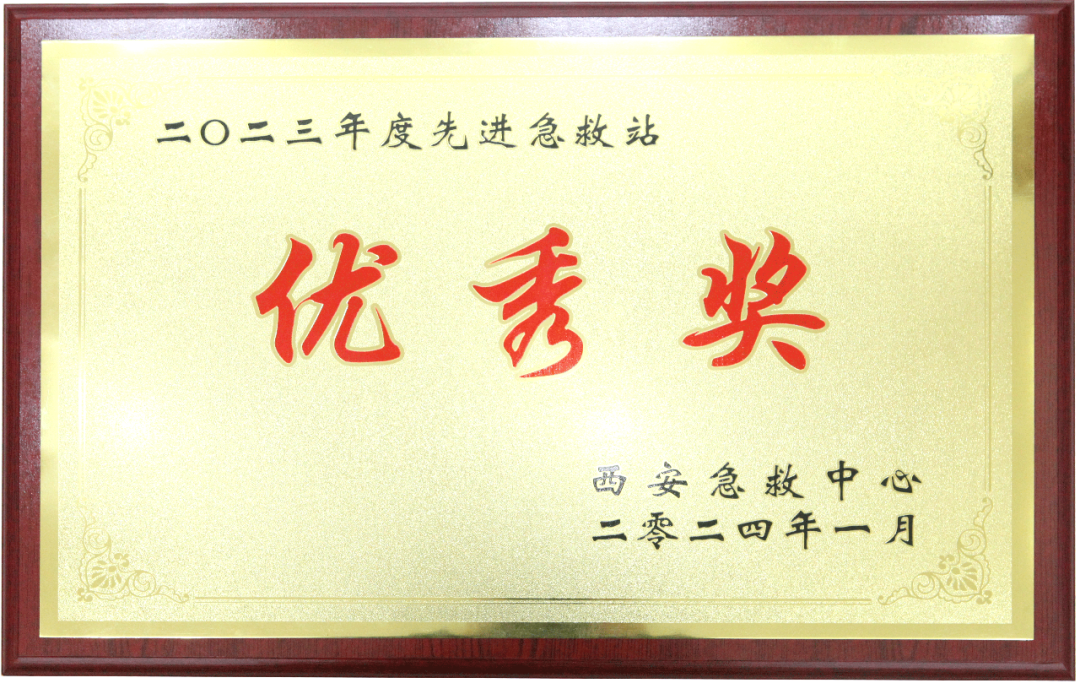 二〇二三年度先进急救站
优秀奖
西安急救中心
二零二四年一月